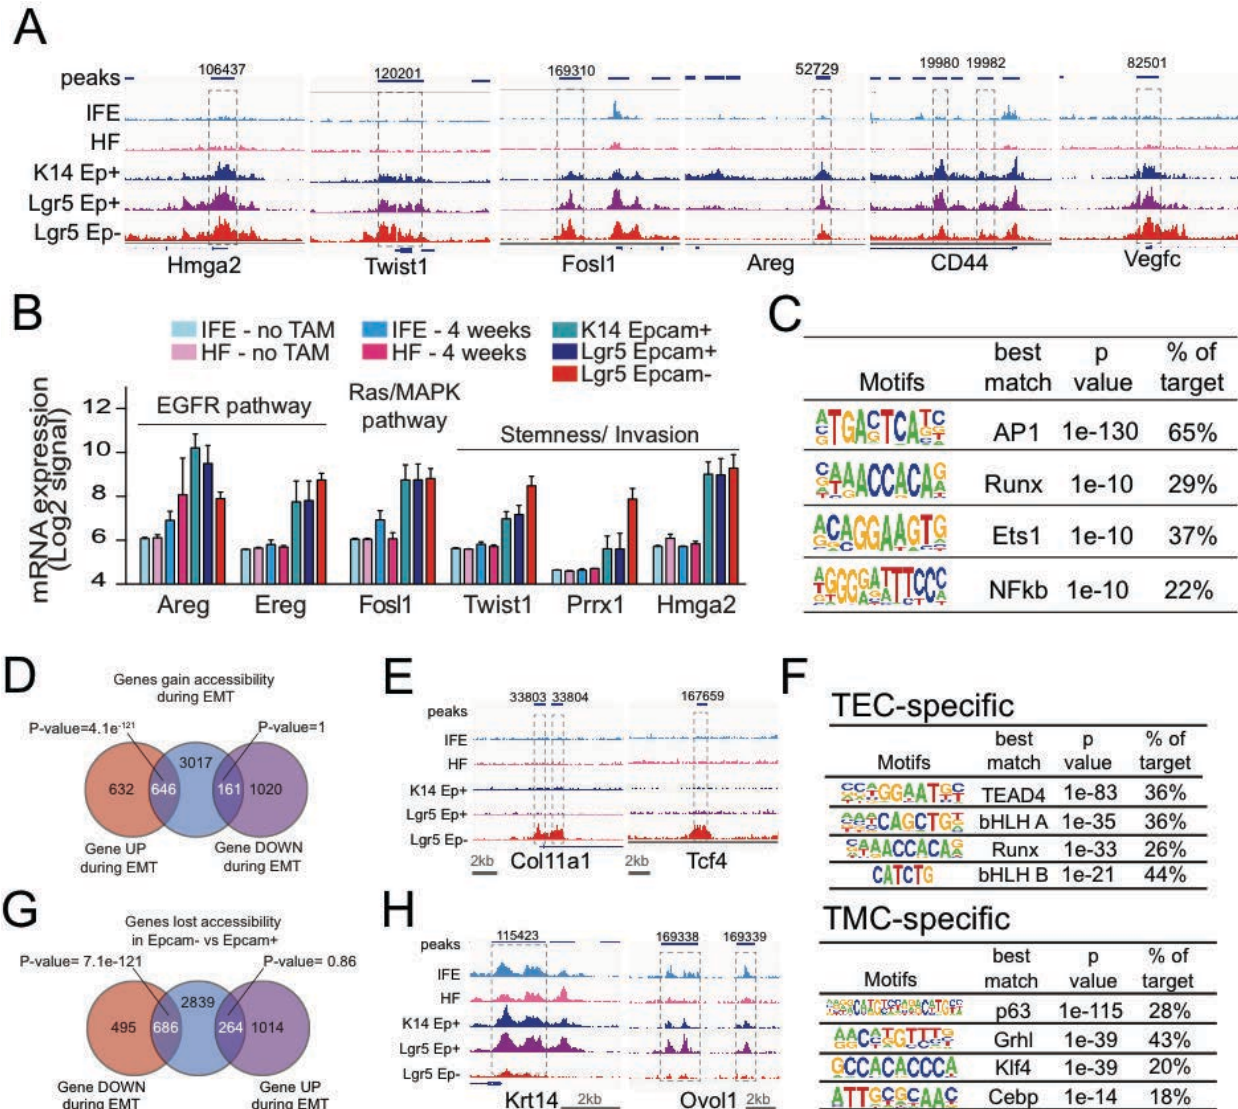 A
peaks 106437 120201 169310 52729 19980 19982 82501
IFE
HF
K14 Ep+
Lgr5 Ep+
Lgr5 Ep-
Hmga2 Twist1 Fosl1 Areg CD44 Vegfc
B
IFE - no TAM IFE - 4 weeks K14 Epcam+
HF - no TAM HF - 4 weeks Lgr5 Epcam+
Lgr5 Epcam-
mRNA expression
(Log2 signal)
12
10
8
6
4
EGFR pathway
Ras/MAPK
pathway
Stemness/ Invasion
Areg Ereg Fosl1 Twist1 Prrx1 Hmga2
C
Motifs best match p value % of target
AP1 1e-130 65%
Runx 1e-10 29%
Ets1 1e-10 37%
NFkb 1e-10 22%
D
Genes gain accessibility
during EMT
P-value=4.1e-121 P-value=1
632 646 3017 161 1020
Gene UP
during EMT
Gene DOWN
during EMT
E
33803 33804 167659
peaks
IFE
HF
K14 Ep+
Lgr5 Ep+
Lgr5 Ep-
2kb Col11a1 2kb Tcf4
F
TEC-specific
Motifs best match p value % of target
TEAD4 1e-83 36%
bHLH A 1e-35 36%
Runx 1e-33 26%
CATCTG bHLH B 1e-21 44%
TMC-specific
Motifs best match p value % of target
p63 1e-115 28%
Grhl 1e-39 43%
GCCACACCCA Klf4 1e-39 20%
Cebp 1e-14 18%
G
Genes lost accessibility
in Epcam- vs Epcam+
P-value= 7.1e-121 P-value= 0.86
495 686 2839 264 1014
Gene DOWN
during EMT
Gene UP
during EMT
H
115423 169338 169339
peaks
IFE
HF
K14 Ep+
Lgr5 Ep+
Lgr5 Ep-
Krt14 2kb Ovol1 2kb